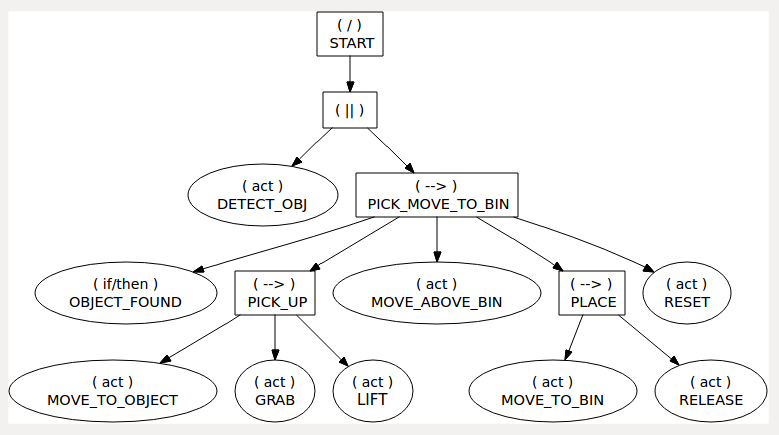 ( / )
START
( || )
( act )
DETECT_OBJ
( --> )
PICK_MOVE_TO_BIN
( if/then )
OBJECT_FOUND
( --> )
PICK_UP
( act )
MOVE_ABOVE_BIN
( --> )
PLACE
( act )
RESET
( act )
MOVE_TO_OBJECT
( act )
GRAB
( act )
LIFT
( act )
MOVE_TO_BIN
( act )
RELEASE